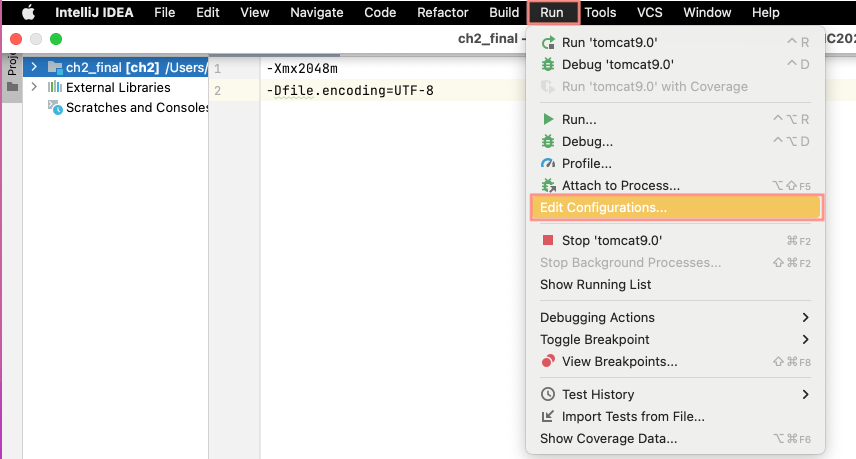 IntelliJ IDEA File Edit View Navigate Code Refactor Build Run Tools VCS Window Help
ch2_final –
Proje
ch2_final [ch2] /Users/
External Libraries
Scratches and Consoles
1 -Xmx2048m
2 -Dfile.encoding=UTF-8
Run 'tomcat9.0' ^ R
Debug 'tomcat9.0' ^ D
Run 'tomcat9.0' with Coverage
Run... ^ ⌥ R
Debug... ^ ⌥ D
Profile...
Attach to Process... ⌥ ⇧ F5
Edit Configurations...
Stop 'tomcat9.0' ⌘ F2
Stop Background Processes... ⇧ ⌘ F2
Show Running List
Debugging Actions
Toggle Breakpoint
View Breakpoints... ⇧ ⌘ F8
Test History
Import Tests from File...
Show Coverage Data... ⌥ ⌘ F6